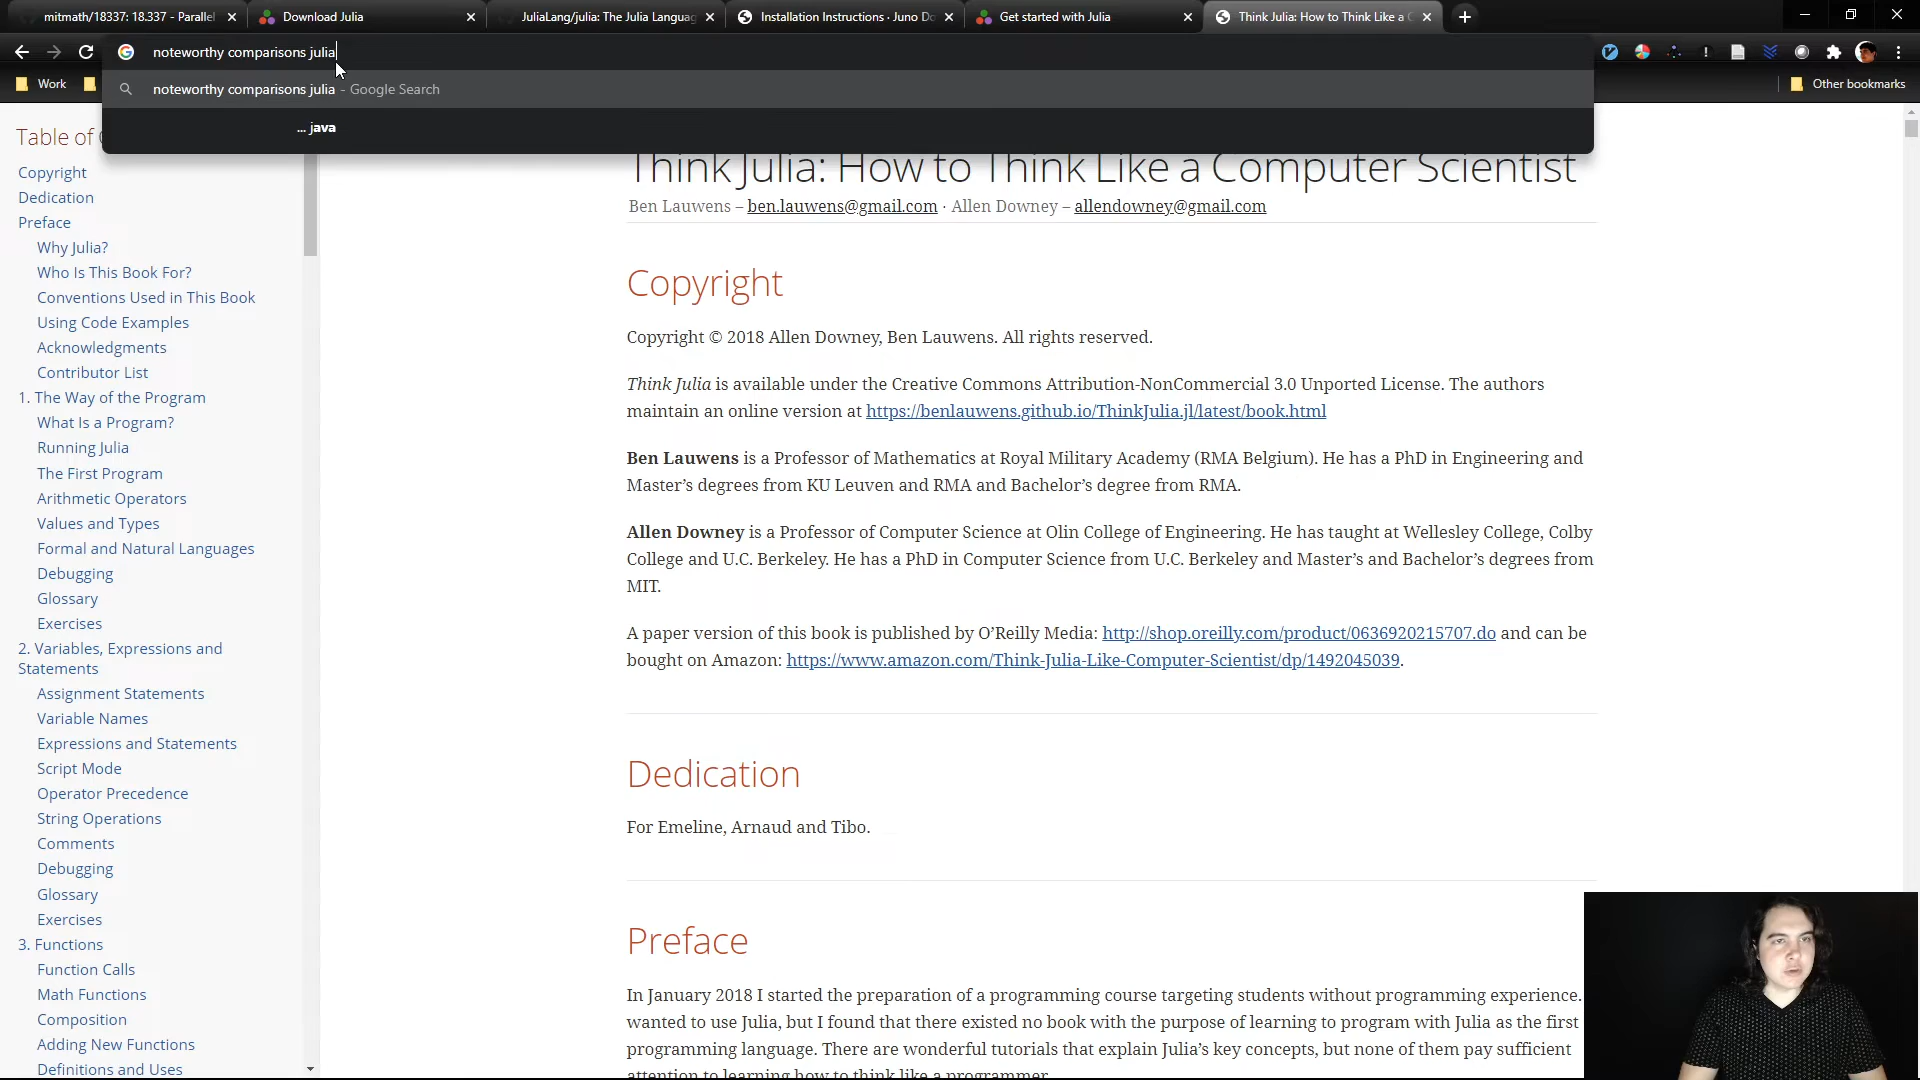 mitmath/18337: 18.337 - Parallel
Download Julia
JuliaLang/julia: The Julia Languag
Installation Instructions · Juno Do
Get started with Julia
Think Julia: How to Think Like a C
noteworthy comparisons julia
Work
Other bookmarks
noteworthy comparisons julia - Google Search
... java
Table of
Copyright
Dedication
Preface
Why Julia?
Who Is This Book For?
Conventions Used in This Book
Using Code Examples
Acknowledgments
Contributor List
1. The Way of the Program
What Is a Program?
Running Julia
The First Program
Arithmetic Operators
Values and Types
Formal and Natural Languages
Debugging
Glossary
Exercises
2. Variables, Expressions and
Statements
Assignment Statements
Variable Names
Expressions and Statements
Script Mode
Operator Precedence
String Operations
Comments
Debugging
Glossary
Exercises
3. Functions
Function Calls
Math Functions
Composition
Adding New Functions
Definitions and Uses
Think Julia: How to Think Like a Computer Scientist
Ben Lauwens – ben.lauwens@gmail.com · Allen Downey – allendowney@gmail.com
Copyright
Copyright © 2018 Allen Downey, Ben Lauwens. All rights reserved.
Think Julia is available under the Creative Commons Attribution-NonCommercial 3.0 Unported License. The authors
maintain an online version at https://benlauwens.github.io/ThinkJulia.jl/latest/book.html
Ben Lauwens is a Professor of Mathematics at Royal Military Academy (RMA Belgium). He has a PhD in Engineering and
Master’s degrees from KU Leuven and RMA and Bachelor’s degree from RMA.
Allen Downey is a Professor of Computer Science at Olin College of Engineering. He has taught at Wellesley College, Colby
College and U.C. Berkeley. He has a PhD in Computer Science from U.C. Berkeley and Master’s and Bachelor’s degrees from
MIT.
A paper version of this book is published by O’Reilly Media: http://shop.oreilly.com/product/0636920215707.do and can be
bought on Amazon: https://www.amazon.com/Think-Julia-Like-Computer-Scientist/dp/1492045039.
Dedication
For Emeline, Arnaud and Tibo.
Preface
In January 2018 I started the preparation of a programming course targeting students without programming experience.
wanted to use Julia, but I found that there existed no book with the purpose of learning to program with Julia as the first
programming language. There are wonderful tutorials that explain Julia’s key concepts, but none of them pay sufficient
attention to learning how to think like a programmer.